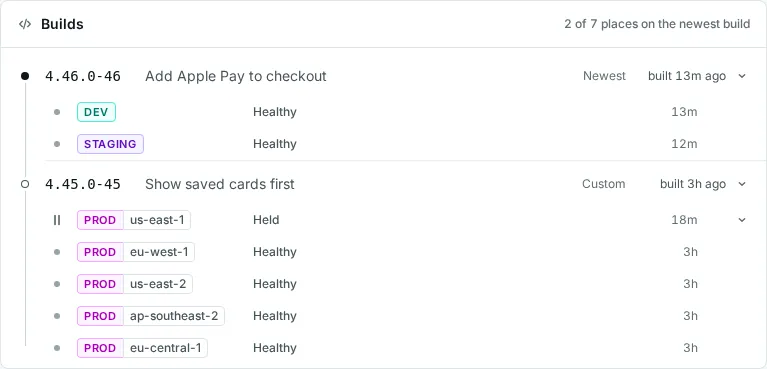 Builds 2 of 7 places on the newest build
4.46.0-46 Add Apple Pay to checkout Newest built 13m ago
DEV Healthy 13m
STAGING Healthy 12m
4.45.0-45 Show saved cards first Custom built 3h ago
PROD us-east-1 Held 18m
PROD eu-west-1 Healthy 3h
PROD us-east-2 Healthy 3h
PROD ap-southeast-2 Healthy 3h
PROD eu-central-1 Healthy 3h